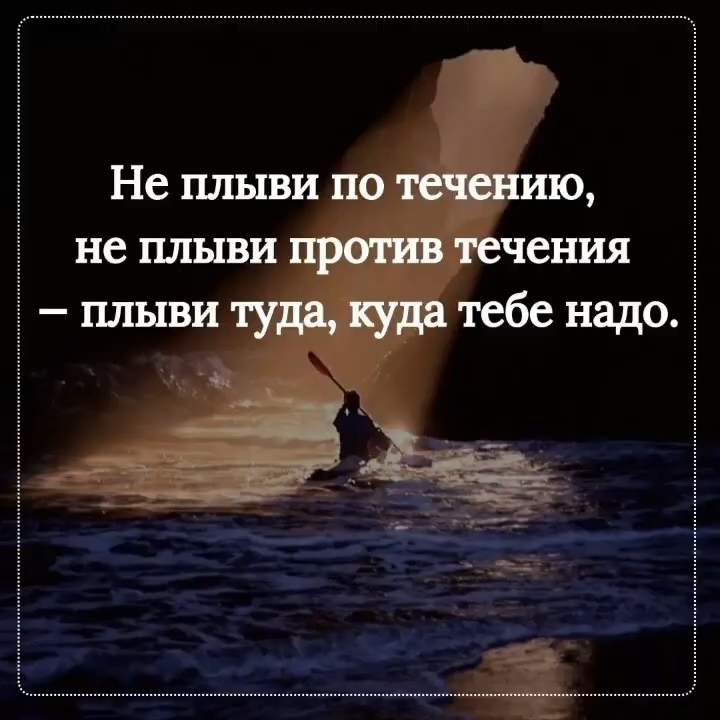 Не плыви по течению,
не плыви против течения
– плыви туда, куда тебе надо.